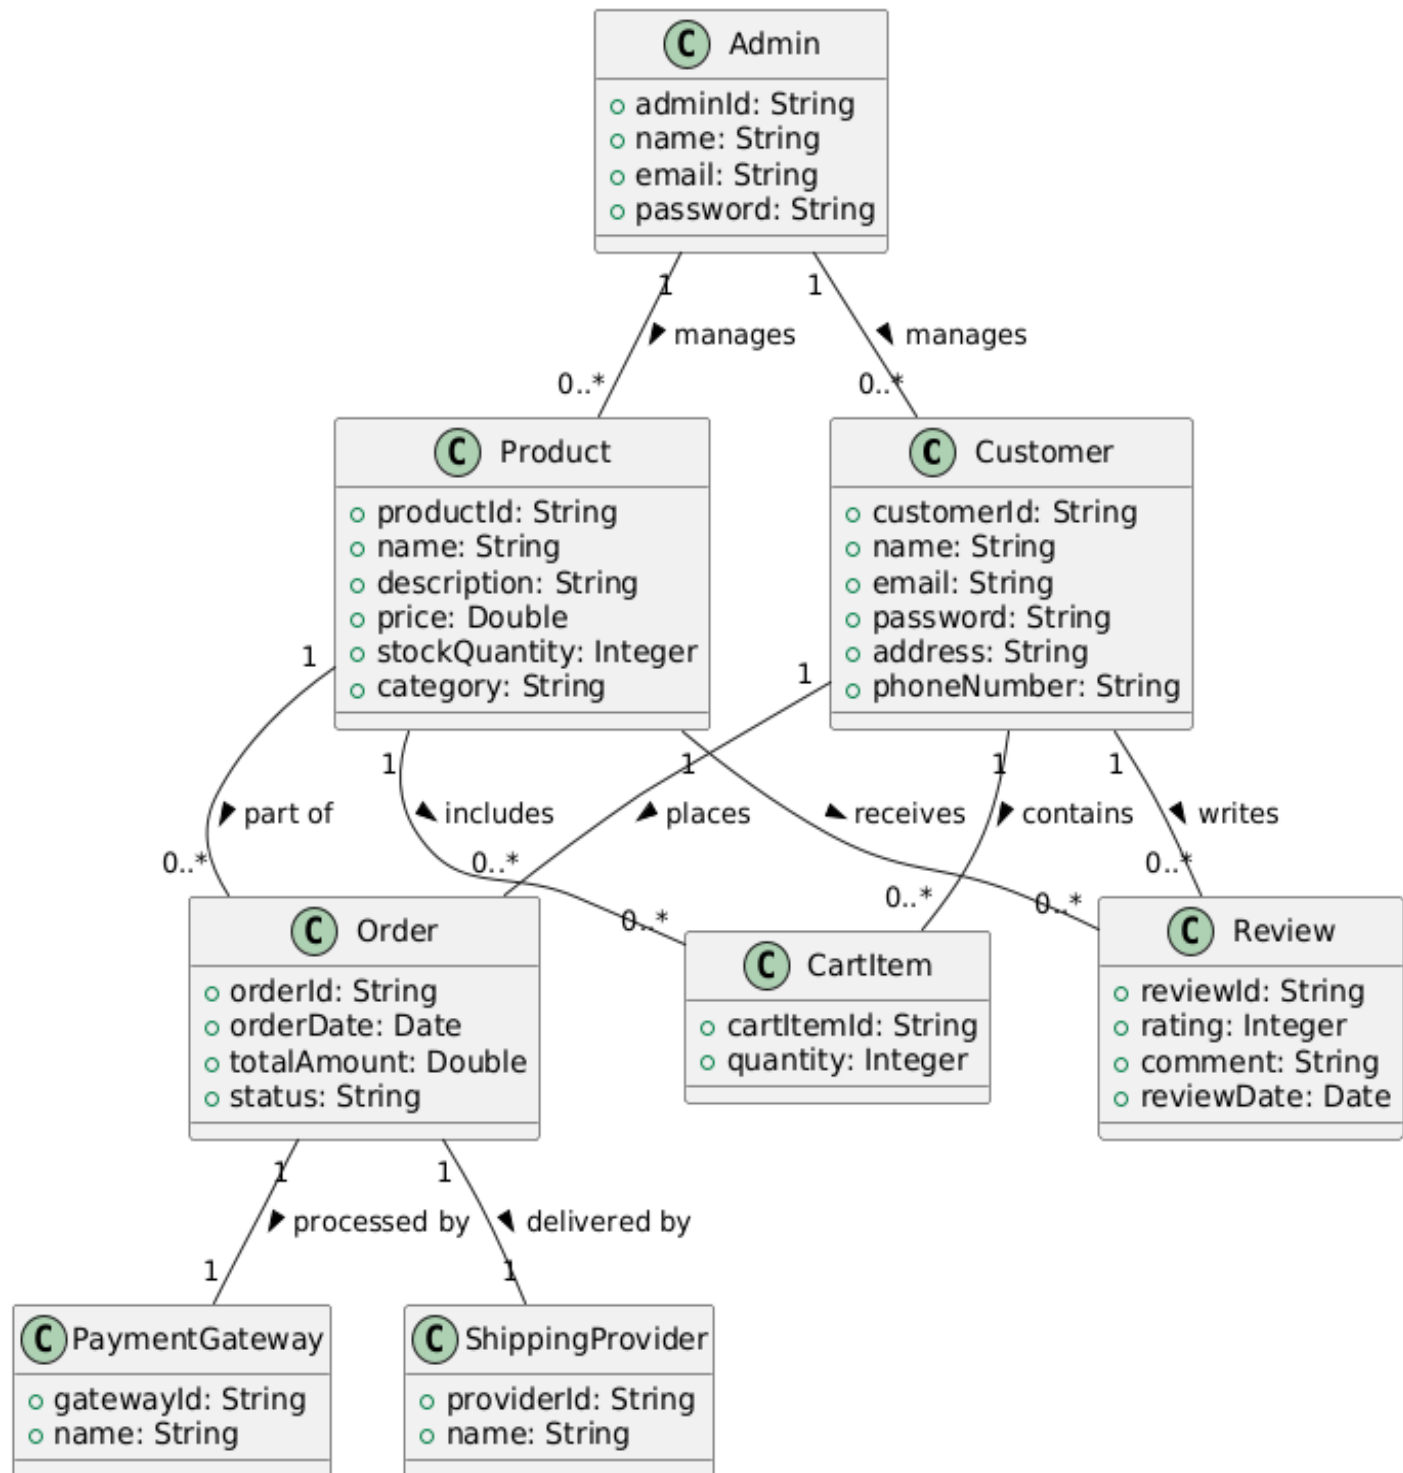 C Admin
adminId: String
name: String
email: String
password: String
1
1
manages
manages
0..*
0..*
C Product
productId: String
name: String
description: String
price: Double
stockQuantity: Integer
category: String
C Customer
customerId: String
name: String
email: String
password: String
address: String
phoneNumber: String
1
1
1
1
1
1
part of
includes
places
receives
contains
writes
0..*
0..*
0..*
0..*
0..*
0..*
C Order
orderId: String
orderDate: Date
totalAmount: Double
status: String
C CartItem
cartItemId: String
quantity: Integer
C Review
reviewId: String
rating: Integer
comment: String
reviewDate: Date
1
1
processed by
delivered by
1
1
C PaymentGateway
gatewayId: String
name: String
C ShippingProvider
providerId: String
name: String